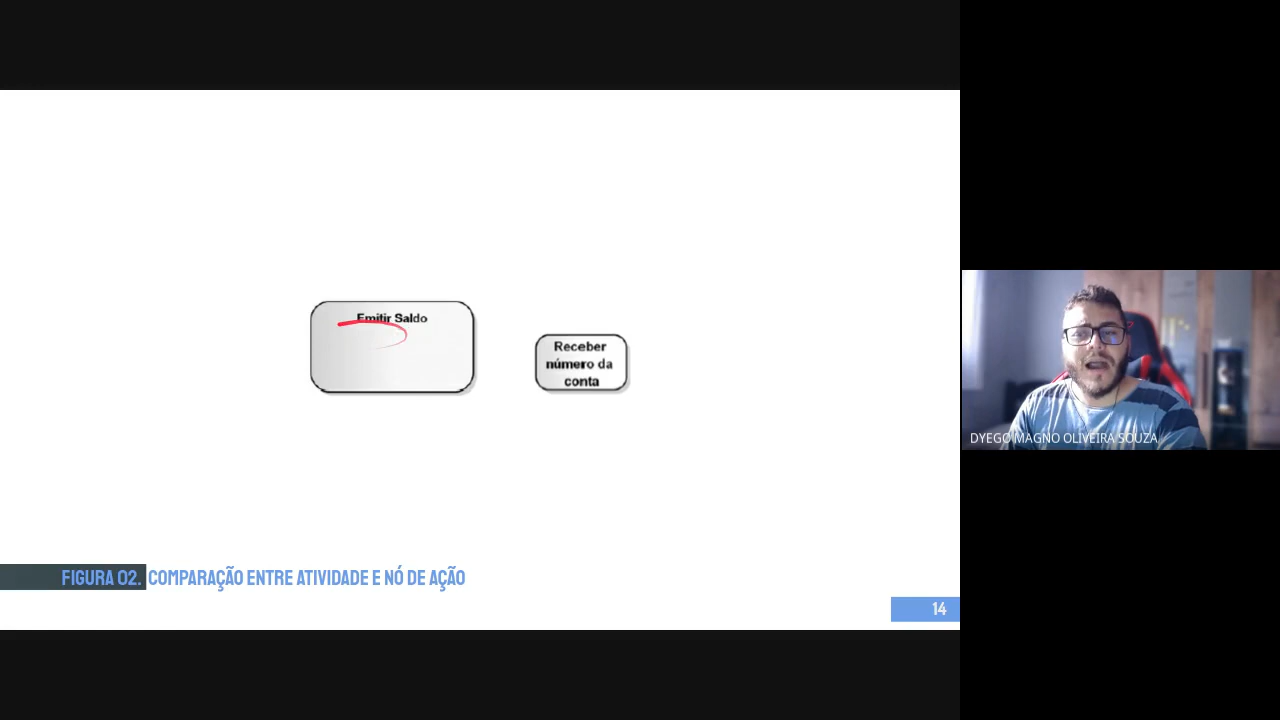 Emitir Saldo
Receber
número da
conta
DYEGO MAGNO OLIVEIRA SOUZA
FIGURA 02. COMPARAÇÃO ENTRE ATIVIDADE E NÓ DE AÇÃO
14